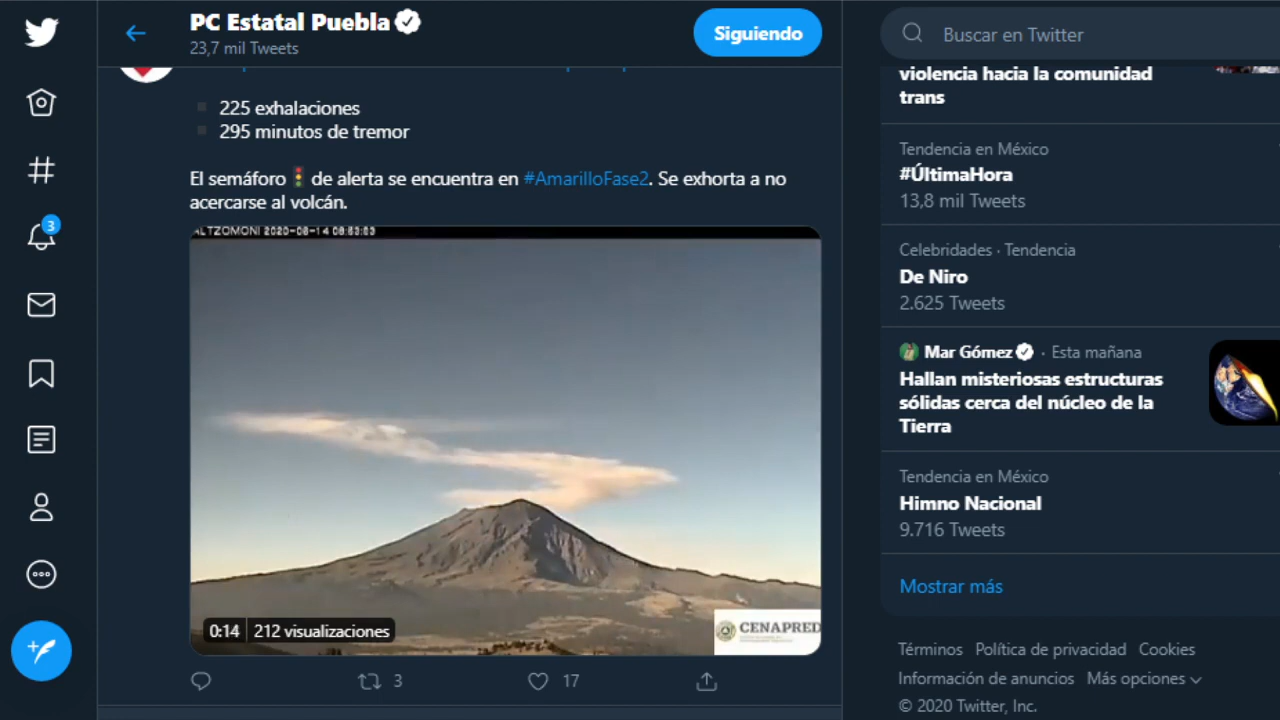 PC Estatal Puebla
23,7 mil Tweets
Siguiendo
225 exhalaciones
295 minutos de tremor
El semáforo 🚦 de alerta se encuentra en #AmarilloFase2. Se exhorta a no
acercarse al volcán.
ALTZOMONI
0:14 212 visualizaciones
CENAPRED
3
17
3
Buscar en Twitter
violencia hacia la comunidad
trans
Tendencia en México
#ÚltimaHora
13,8 mil Tweets
Celebridades · Tendencia
De Niro
2.625 Tweets
Mar Gómez · Esta mañana
Hallan misteriosas estructuras
sólidas cerca del núcleo de la
Tierra
Tendencia en México
Himno Nacional
9.716 Tweets
Mostrar más
Términos Política de privacidad Cookies
Información de anuncios Más opciones
© 2020 Twitter, Inc.